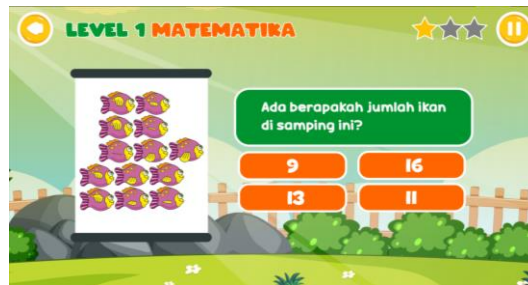 LEVEL 1 MATEMATIKA
Ada berapakah jumlah ikan
di samping ini?
9
16
13
11